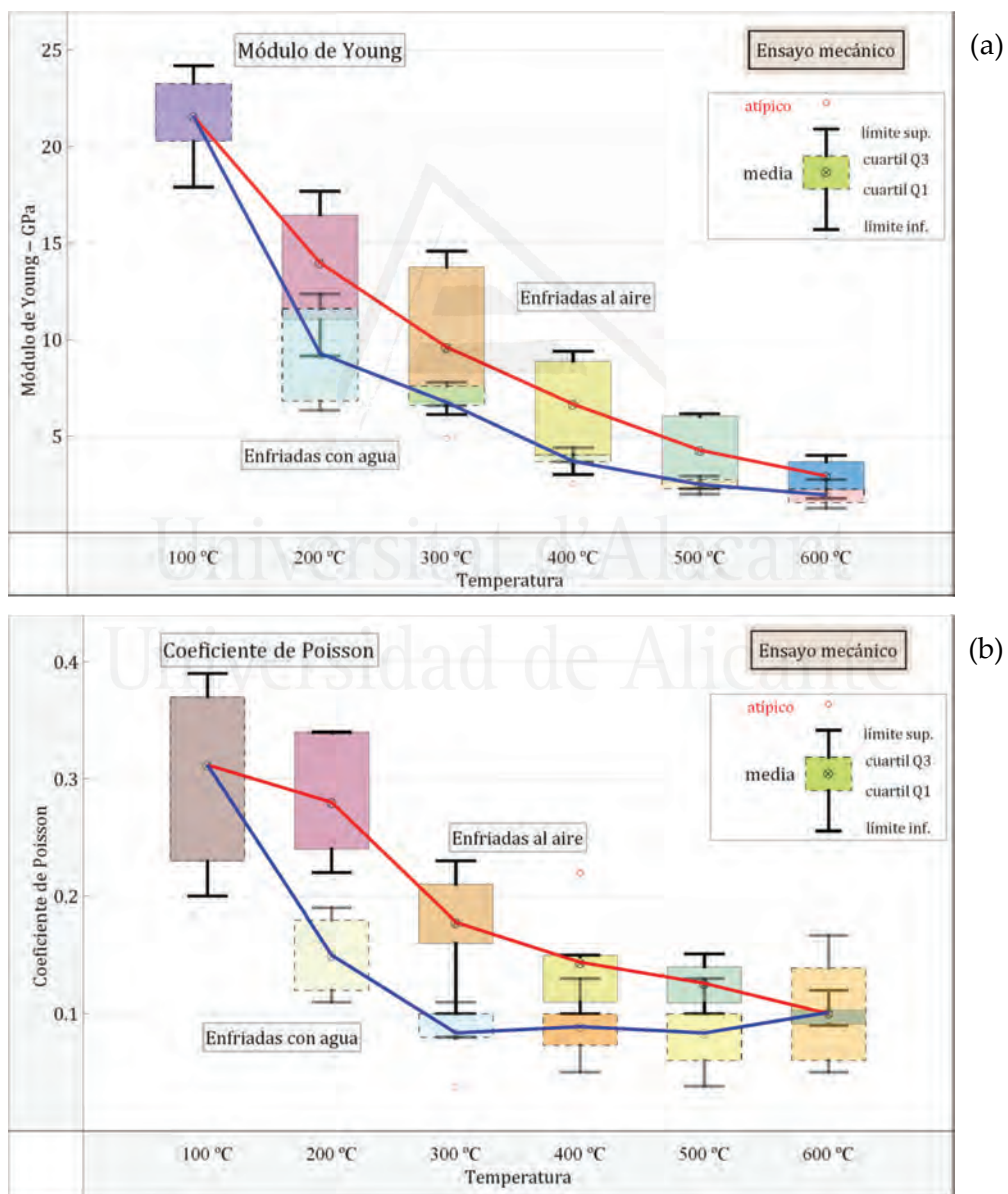 (a)
Módulo de Young
Ensayo mecánico
atípico
límite sup.
cuartil Q3
media
cuartil Q1
límite inf.
25
20
15
10
5
Módulo de Young – GPa
Enfriadas al aire
Enfriadas con agua
100 ºC 200 ºC 300 ºC 400 ºC 500 ºC 600 ºC
Temperatura
Universitat d'Alacant
Universidad de Alicante
(b)
Coeficiente de Poisson
Ensayo mecánico
atípico
límite sup.
cuartil Q3
media
cuartil Q1
límite inf.
0.4
0.3
0.2
0.1
Coeficiente de Poisson
Enfriadas al aire
Enfriadas con agua
100 ºC 200 ºC 300 ºC 400 ºC 500 ºC 600 ºC
Temperatura